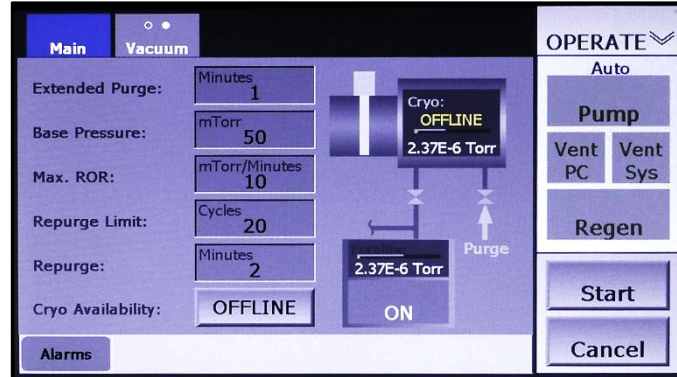 Main
Vacuum
OPERATE
Auto
Pump
Vent PC
Vent Sys
Regen
Start
Cancel
Extended Purge:
Minutes
1
Base Pressure:
mTorr
50
Max. ROR:
mTorr/Minutes
10
Repurge Limit:
Cycles
20
Repurge:
Minutes
2
Cryo Availability:
OFFLINE
Cryo:
OFFLINE
2.37E-6 Torr
Foreline
2.37E-6 Torr
ON
Purge
Alarms